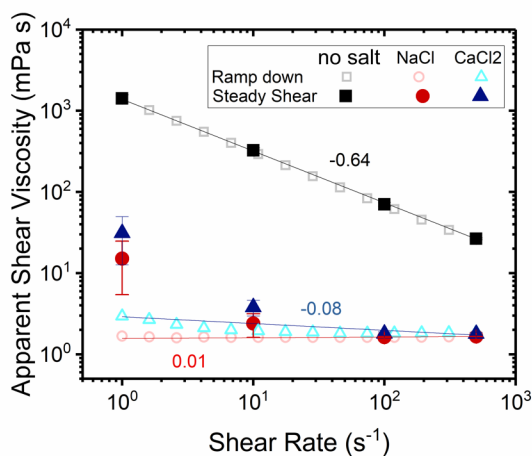 Apparent Shear Viscosity (mPa s)
10⁴
10³
10²
10¹
10⁰
no salt NaCl CaCl2
Ramp down
Steady Shear
-0.64
-0.08
0.01
10⁰ 10¹ 10² 10³
Shear Rate (s⁻¹)